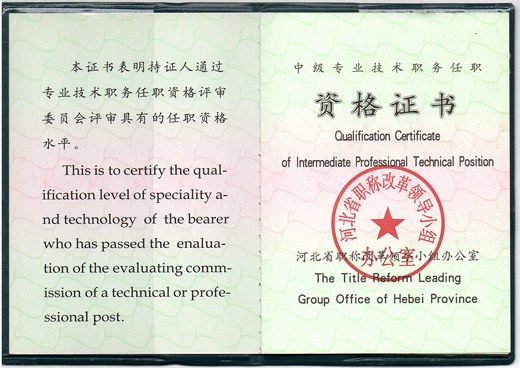 本证书表明持证人通过
专业技术职务任职资格评审
委员会评审具有的任职资格
水平。
This is to certify the qual-
ification level of speciality a-
nd technology of the bearer
who has passed the enalua-
tion of the evaluating comm-
ission of a technical or profe-
ssional post.
中级专业技术职务任职
资格证书
Qualification Certificate
of Intermediate Professional Technical Position
河北省职称改革领导小组
办公室
河北省职称改革领导小组办公室
The Title Reform Leading
Group Office of Hebei Province